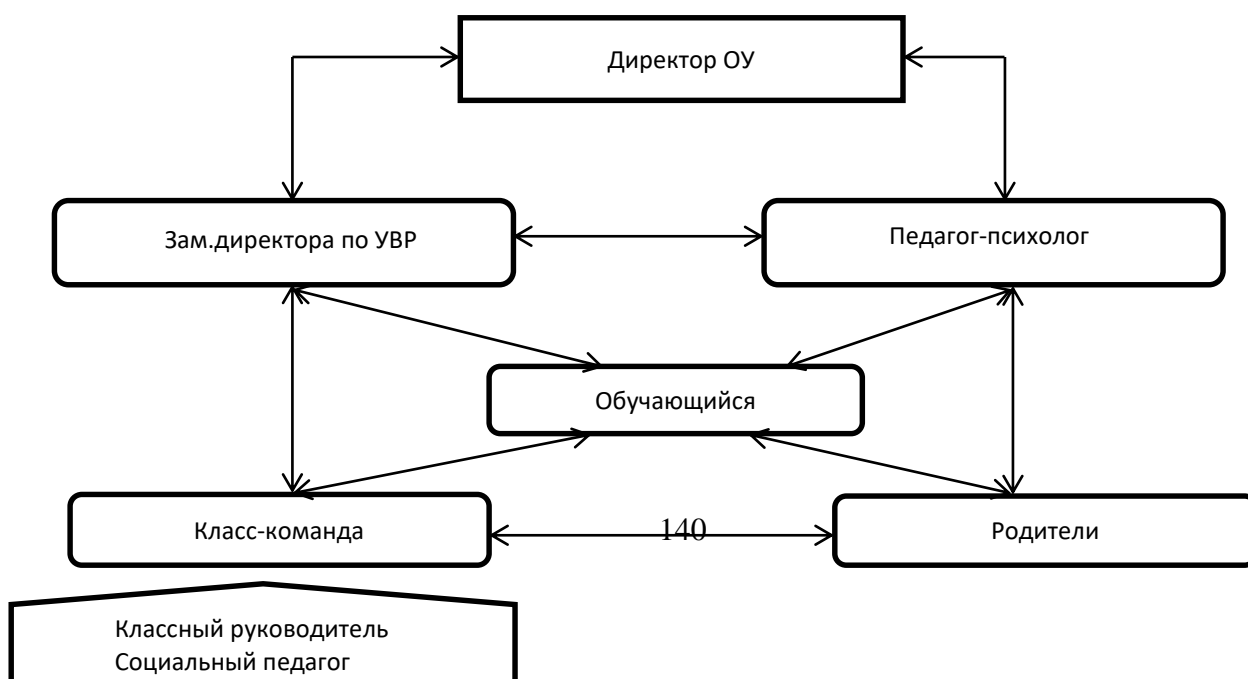 Директор ОУ
Зам.директора по УВР
Педагог-психолог
Обучающийся
Класс-команда
140
Родители
Классный руководитель
Социальный педагог